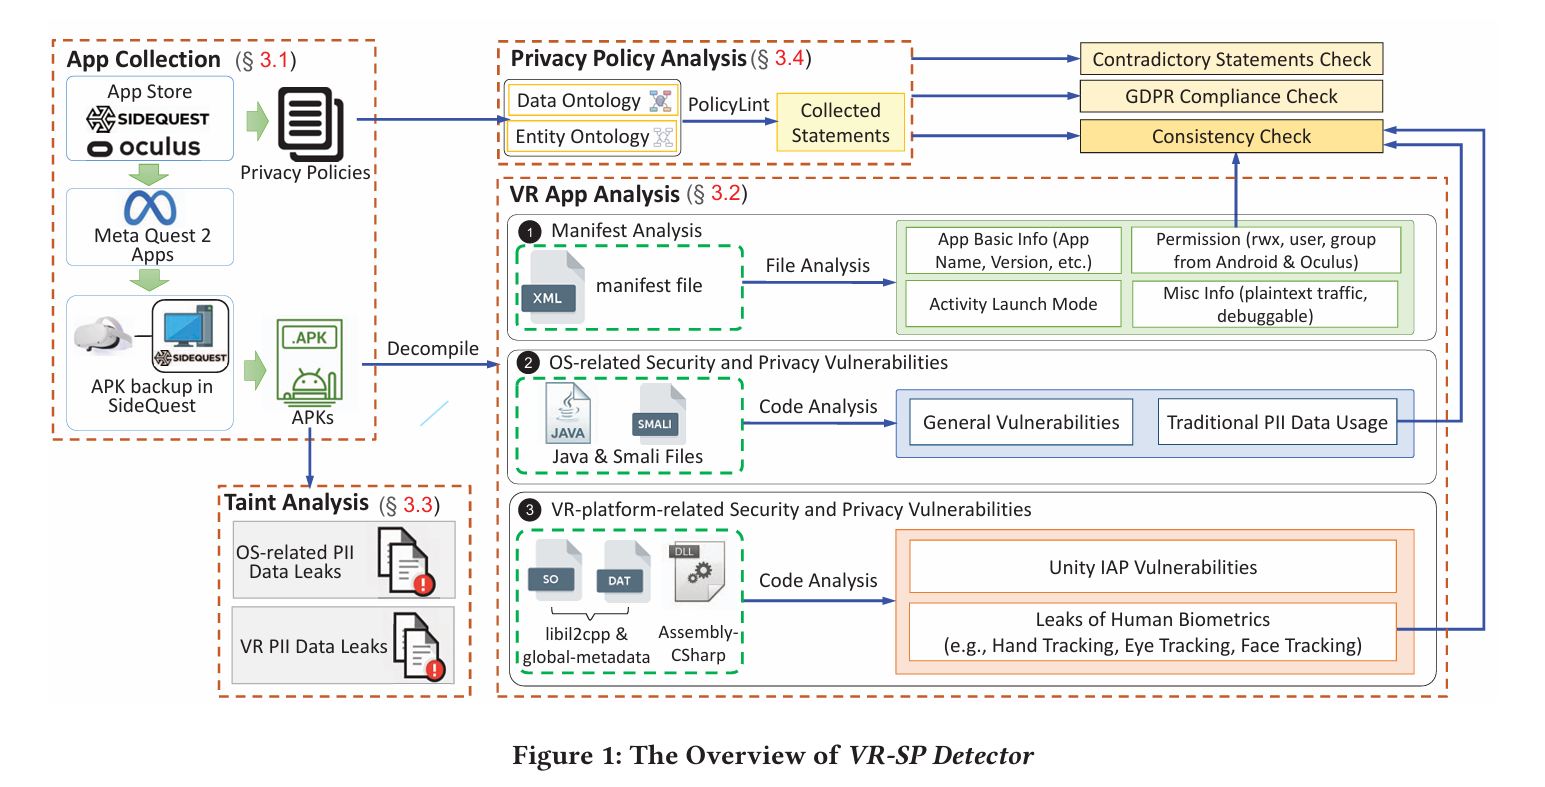 App Collection (§ 3.1)
App Store
SIDEQUEST
oculus
Privacy Policies
Meta Quest 2
Apps
SIDEQUEST
APK backup in
SideQuest
.APK
APKs
Decompile
Taint Analysis (§ 3.3)
OS-related PII
Data Leaks
VR PII Data Leaks
Privacy Policy Analysis (§ 3.4)
Data Ontology
Entity Ontology
PolicyLint
Collected
Statements
Contradictory Statements Check
GDPR Compliance Check
Consistency Check
VR App Analysis (§ 3.2)
1 Manifest Analysis
XML
manifest file
File Analysis
App Basic Info (App
Name, Version, etc.)
Permission (rwx, user, group
from Android & Oculus)
Activity Launch Mode
Misc Info (plaintext traffic,
debuggable)
2 OS-related Security and Privacy Vulnerabilities
JAVA
SMALI
Java & Smali Files
Code Analysis
General Vulnerabilities
Traditional PII Data Usage
3 VR-platform-related Security and Privacy Vulnerabilities
SO
DAT
DLL
libil2cpp &
global-metadata
Assembly-
CSharp
Code Analysis
Unity IAP Vulnerabilities
Leaks of Human Biometrics
(e.g., Hand Tracking, Eye Tracking, Face Tracking)
Figure 1: The Overview of VR-SP Detector